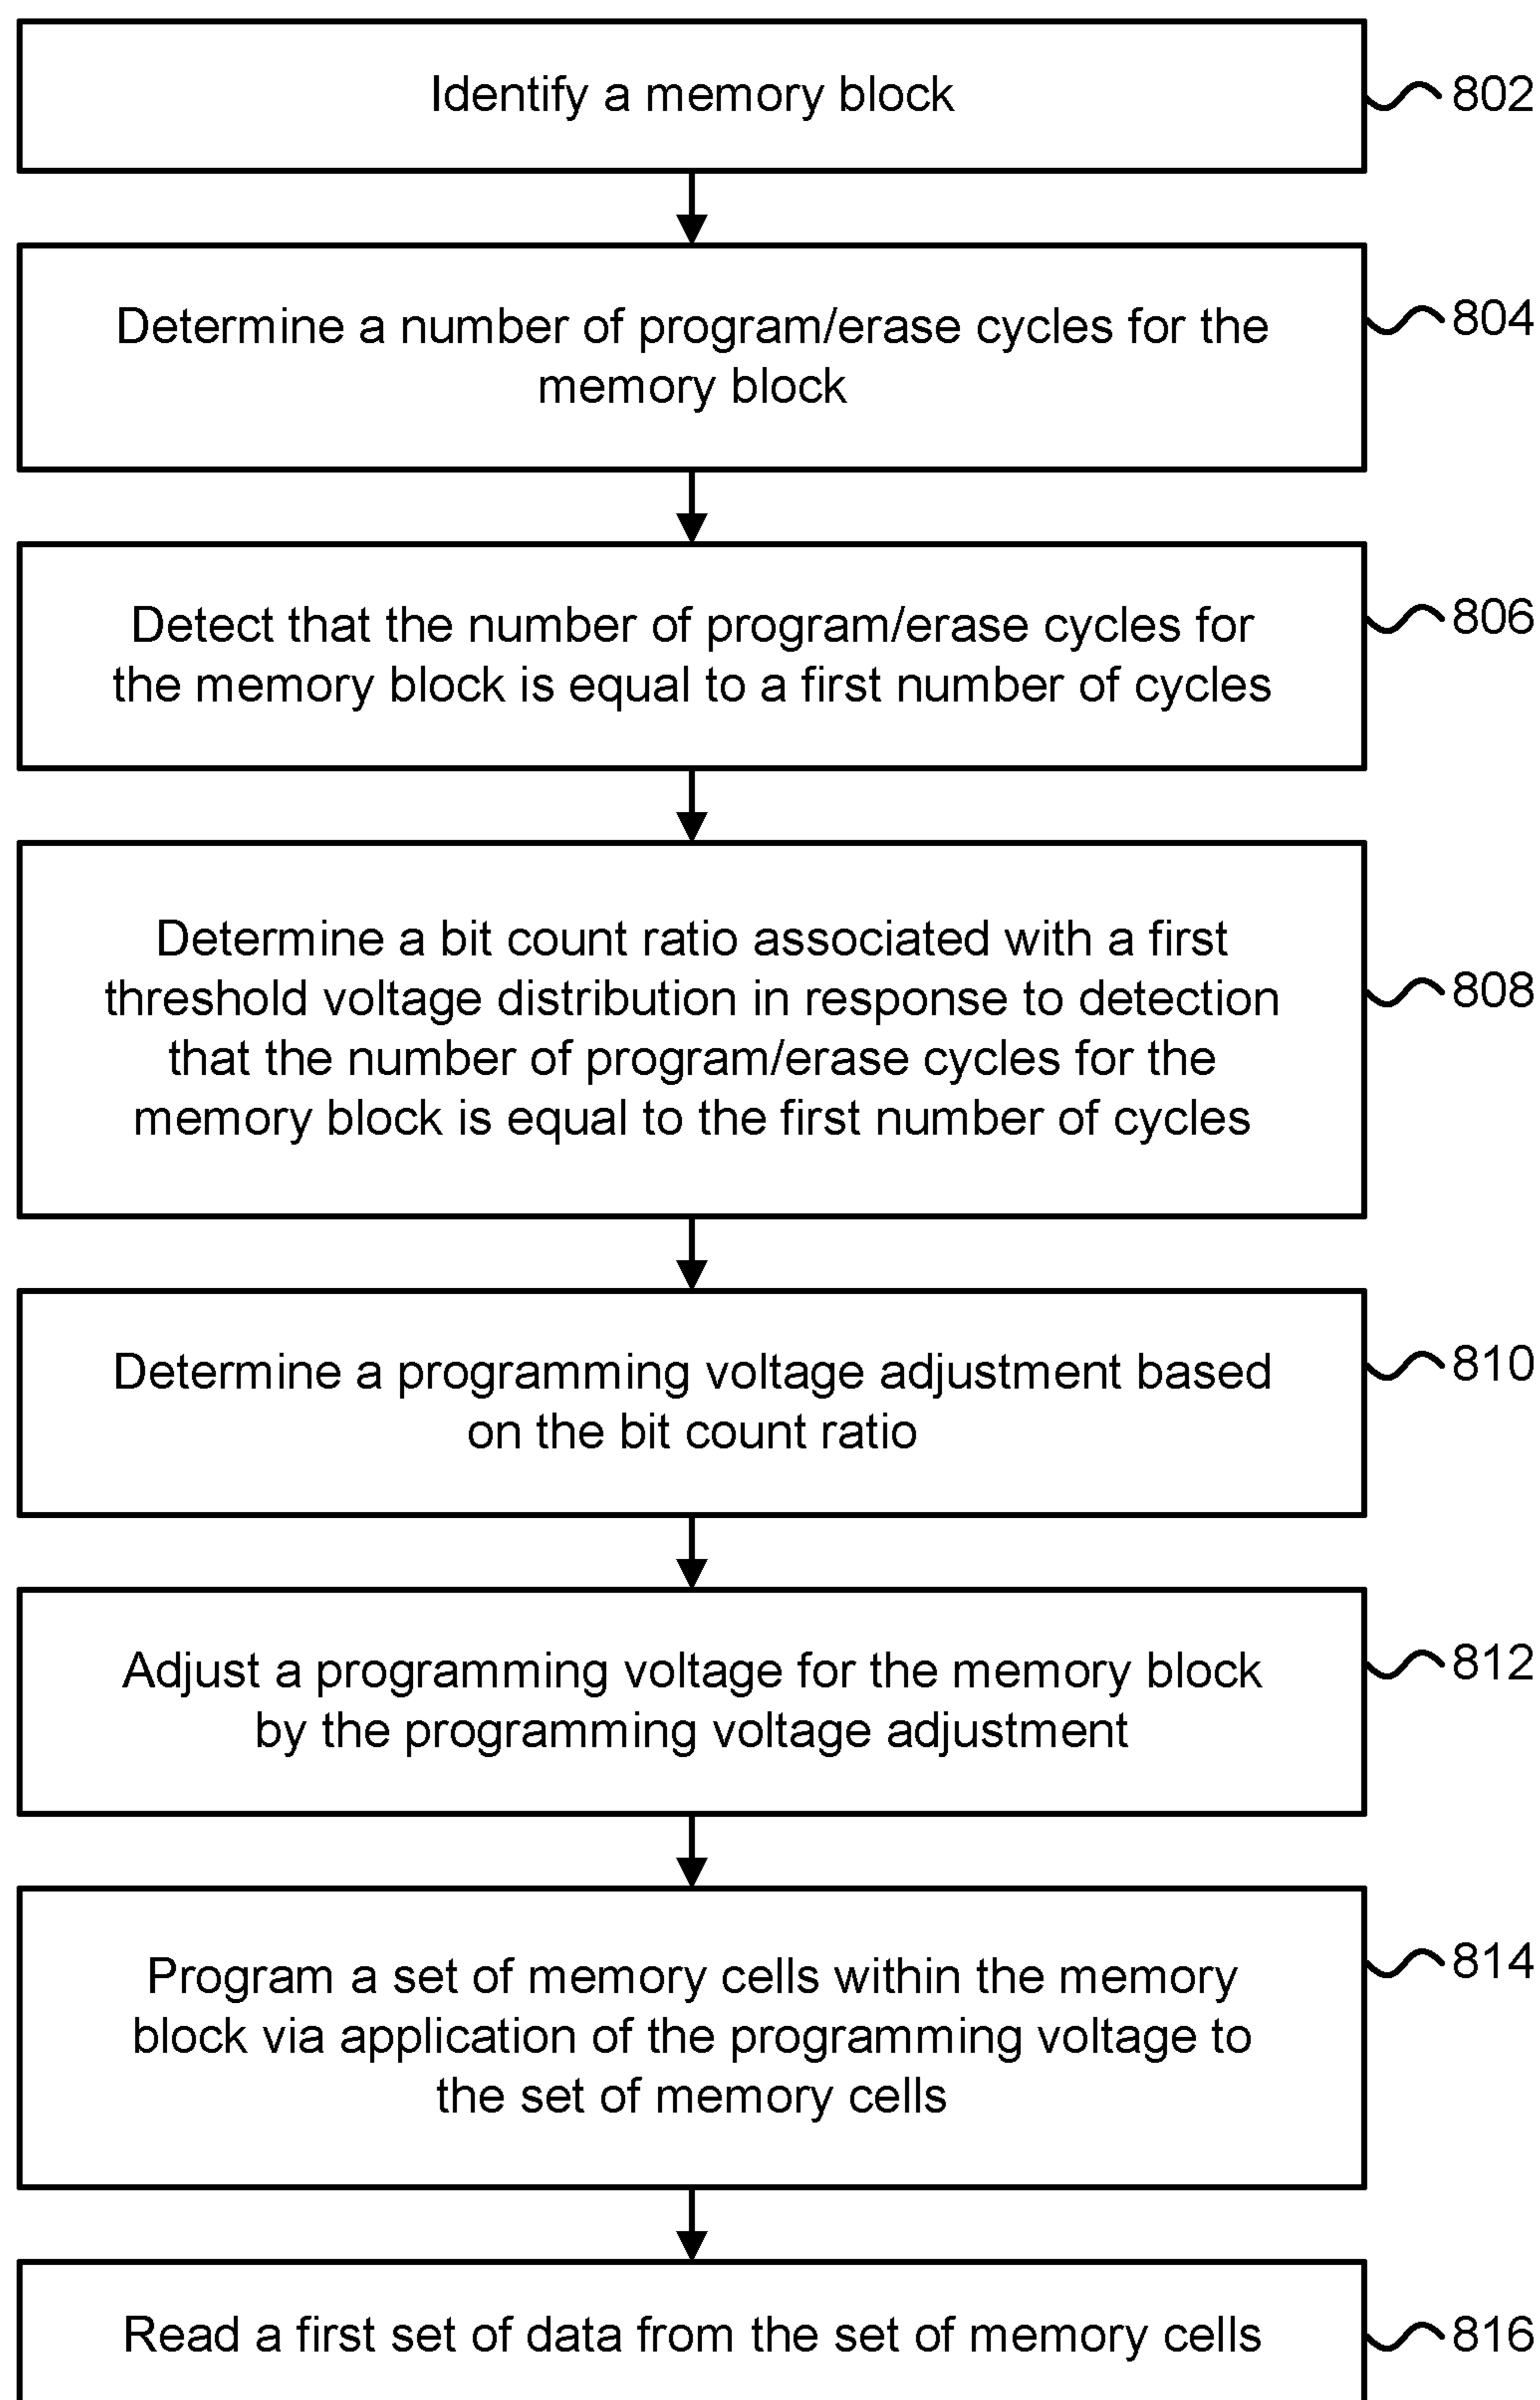 Identify a memory block
802
Determine a number of program/erase cycles for the
memory block
804
Detect that the number of program/erase cycles for
the memory block is equal to a first number of cycles
806
Determine a bit count ratio associated with a first
threshold voltage distribution in response to detection
that the number of program/erase cycles for the
memory block is equal to the first number of cycles
808
Determine a programming voltage adjustment based
on the bit count ratio
810
Adjust a programming voltage for the memory block
by the programming voltage adjustment
812
Program a set of memory cells within the memory
block via application of the programming voltage to
the set of memory cells
814
Read a first set of data from the set of memory cells
816